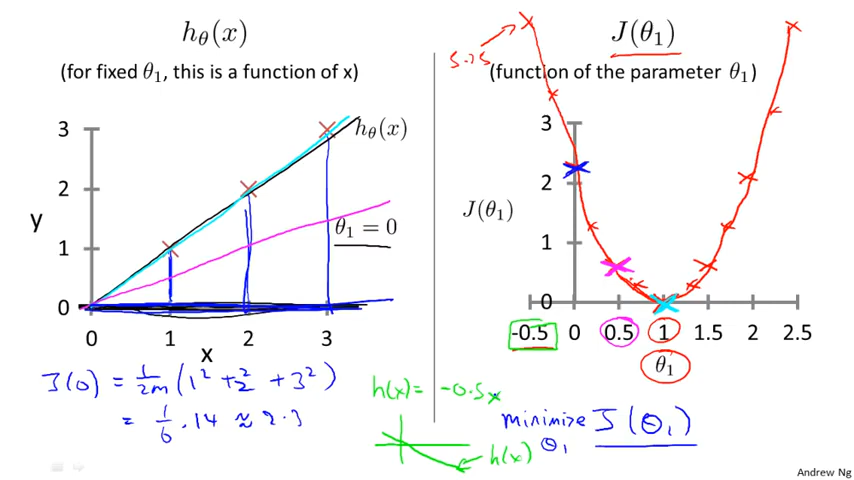 h_θ(x)
(for fixed θ₁, this is a function of x)
3
2
1
0
y
0 1 2 3
x
h_θ(x)
θ₁ = 0
J(0) = 1/2m (1² + 2² + 3²)
= 1/6 · 14 ≈ 2.3
J(θ₁)
(function of the parameter θ₁)
5.25
3
2
1
0
J(θ₁)
-0.5 0 0.5 1 1.5 2 2.5
θ₁
h(x) = -0.5x
h(x)
minimize J(θ₁)
θ₁
Andrew Ng